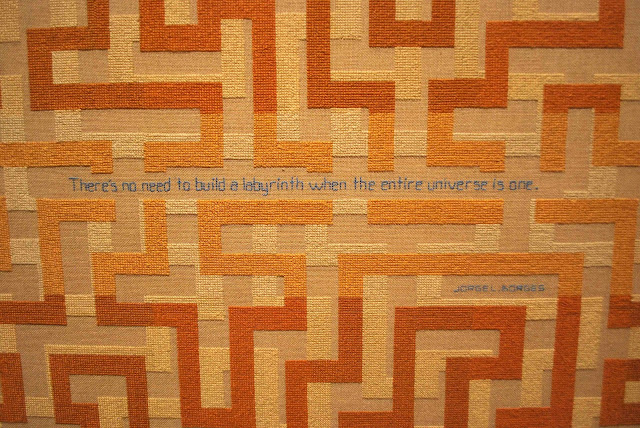 There's no need to build a labyrinth when the entire universe is one.
JORGE L. BORGES